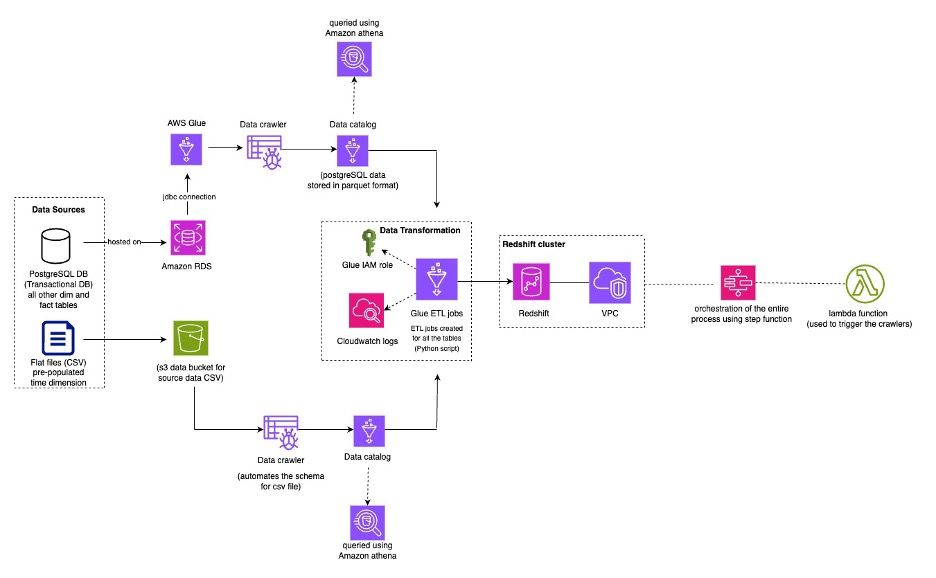 queried using
Amazon athena
AWS Glue
Data crawler
Data catalog
(postgreSQL data
stored in parquet format)
jdbc connection
Data Sources
hosted on
Amazon RDS
PostgreSQL DB
(Transactional DB)
all other dim and
fact tables
Flat files (CSV)
pre-populated
time dimension
(s3 data bucket for
source data CSV)
Data Transformation
Glue IAM role
Cloudwatch logs
Glue ETL jobs
ETL jobs created
for all the tables
(Python script)
Redshift cluster
Redshift
VPC
orchestration of the entire
process using step function
lambda function
(used to trigger the crawlers)
Data crawler
(automates the schema
for csv file)
Data catalog
queried using
Amazon athena